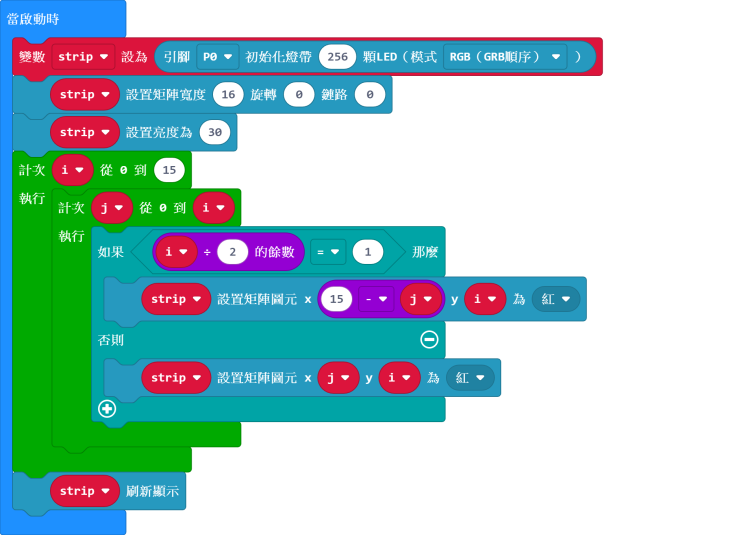 當啟動時
變數 strip 設為 引腳 P0 初始化燈帶 256 顆LED（模式 RGB（GRB順序） ）
strip 設置矩陣寬度 16 旋轉 0 鏈路 0
strip 設置亮度為 30
計次 i 從 0 到 15
執行
計次 j 從 0 到 i
執行
如果 i ÷ 2 的餘數 = 1 那麼
strip 設置矩陣圖元 x 15 - j y i 為 紅
否則
strip 設置矩陣圖元 x j y i 為 紅
strip 刷新顯示